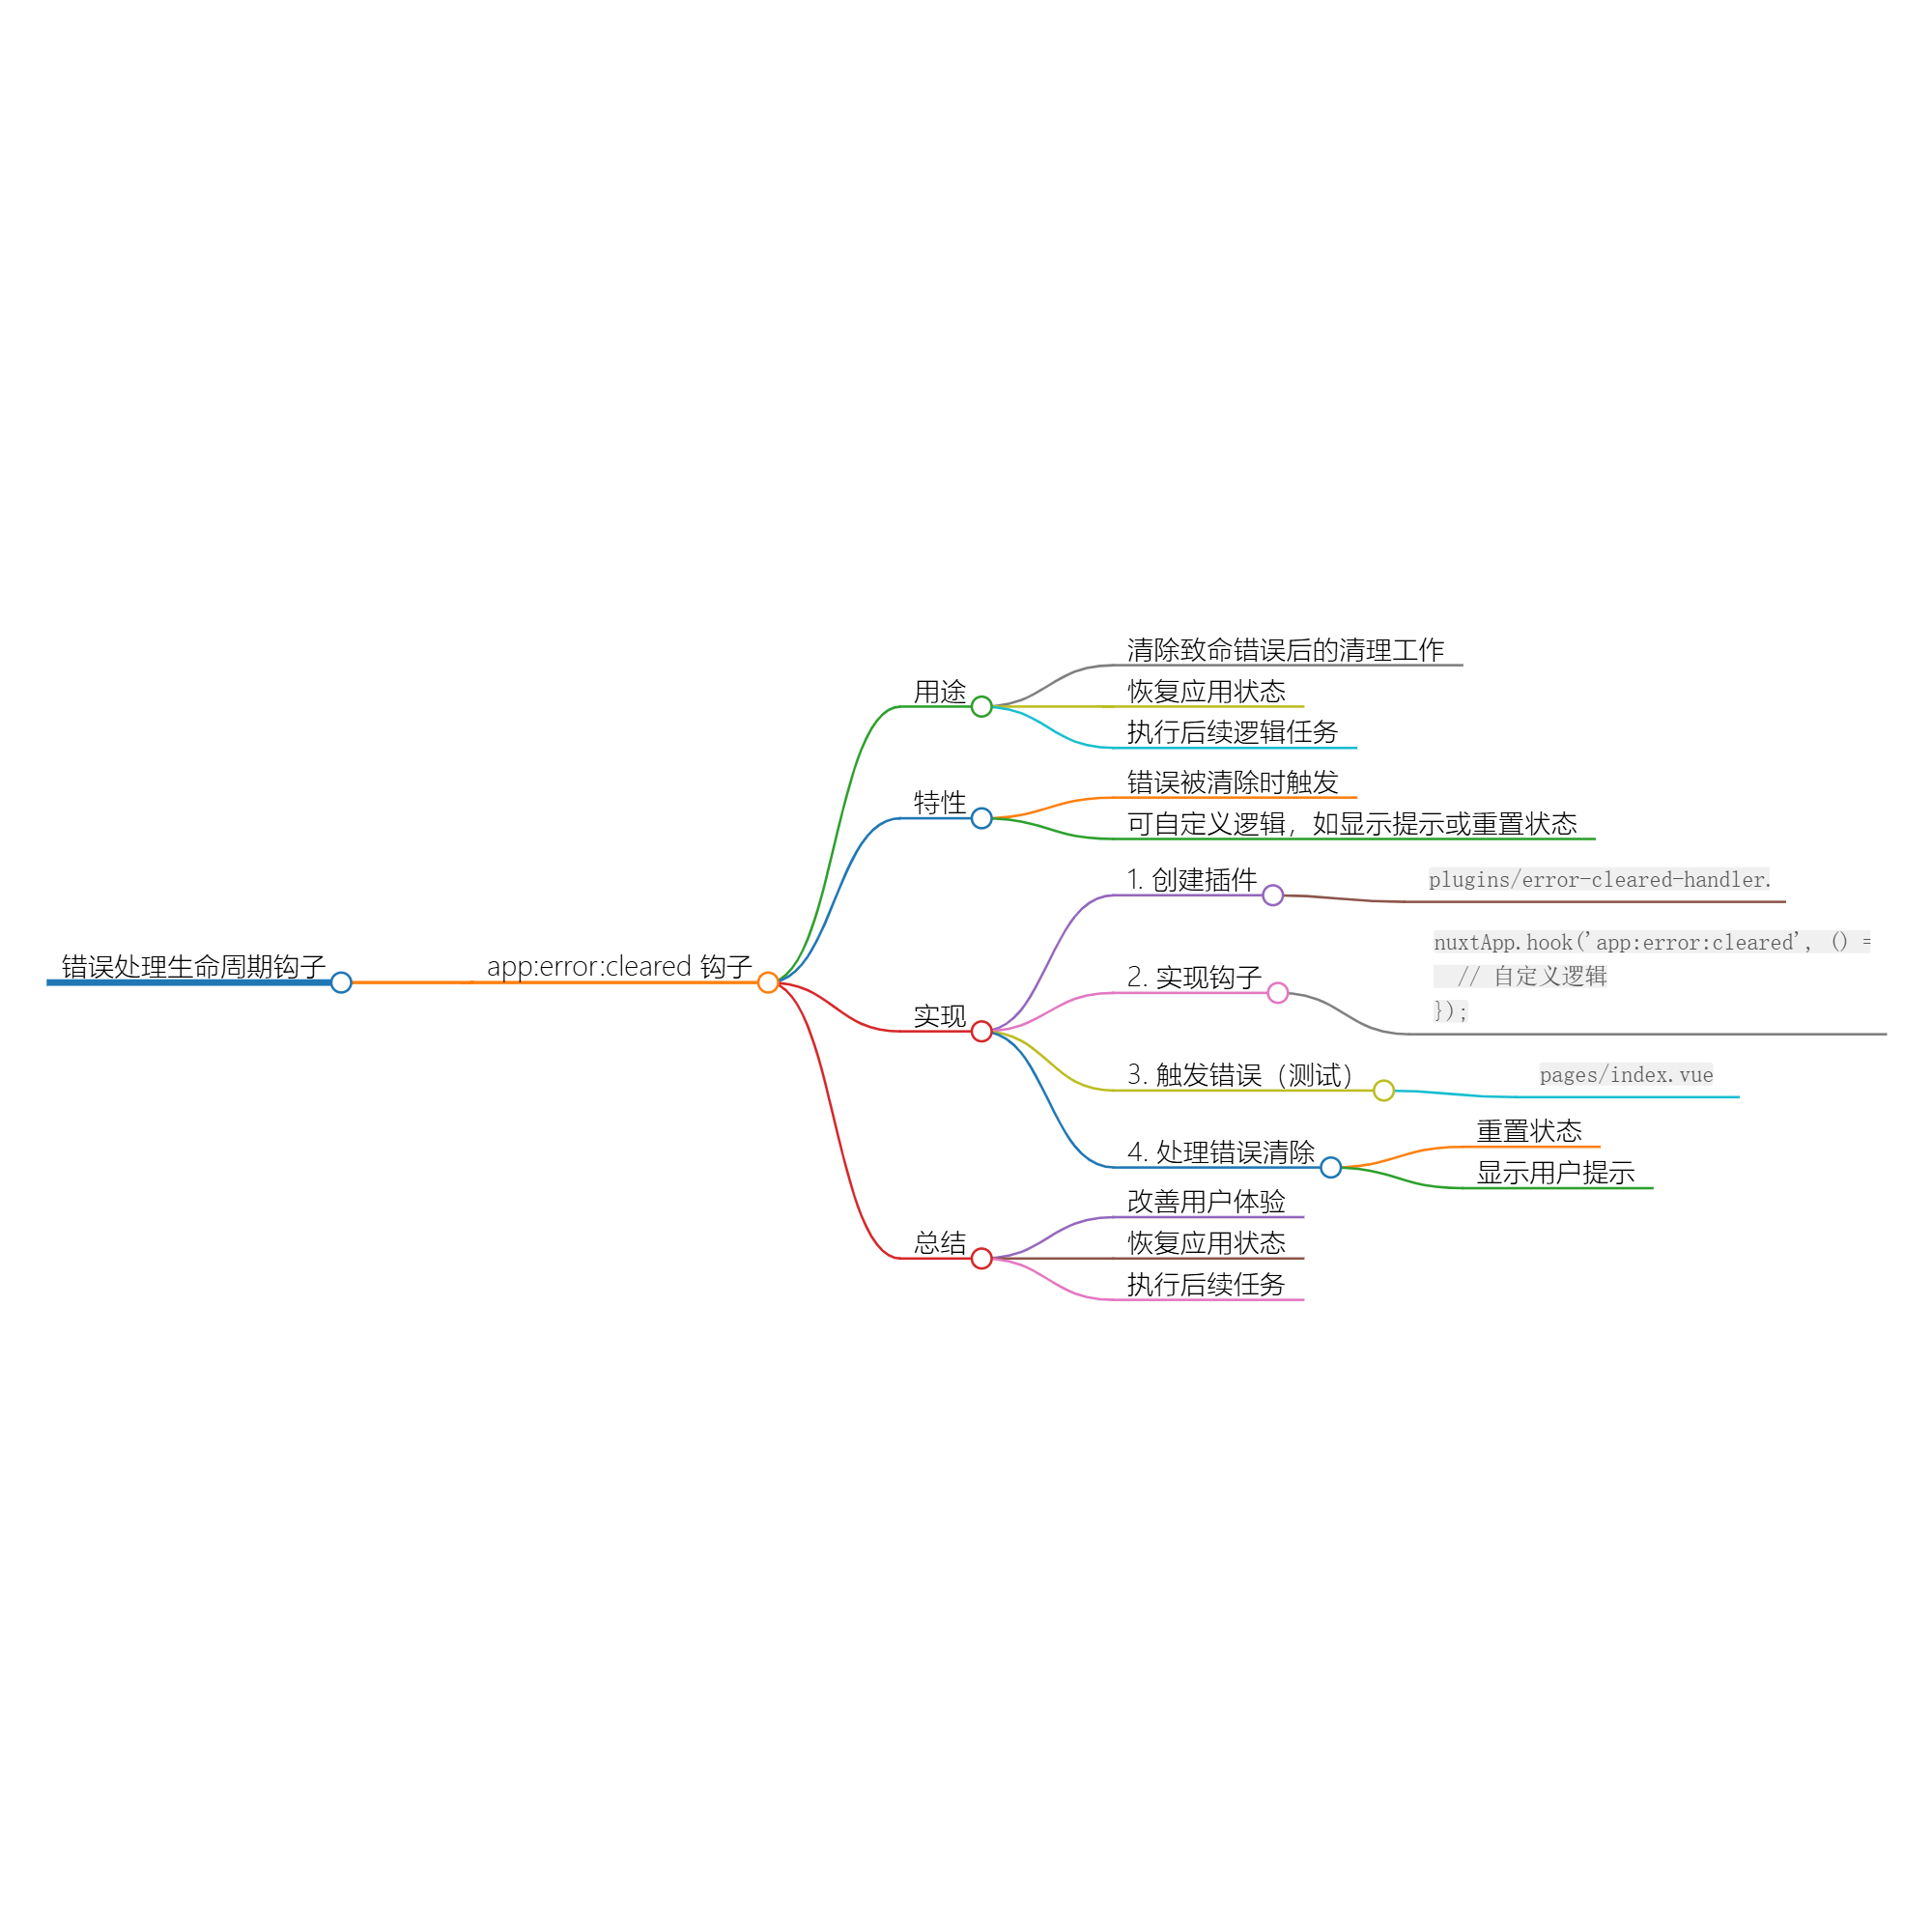 错误处理生命周期钩子
app:error:cleared 钩子
用途
清除致命错误后的清理工作
恢复应用状态
执行后续逻辑任务
特性
错误被清除时触发
可自定义逻辑，如显示提示或重置状态
实现
1. 创建插件
plugins/error-cleared-handler.
2. 实现钩子
nuxtApp.hook('app:error:cleared', () =
// 自定义逻辑
});
3. 触发错误（测试）
pages/index.vue
4. 处理错误清除
重置状态
显示用户提示
总结
改善用户体验
恢复应用状态
执行后续任务